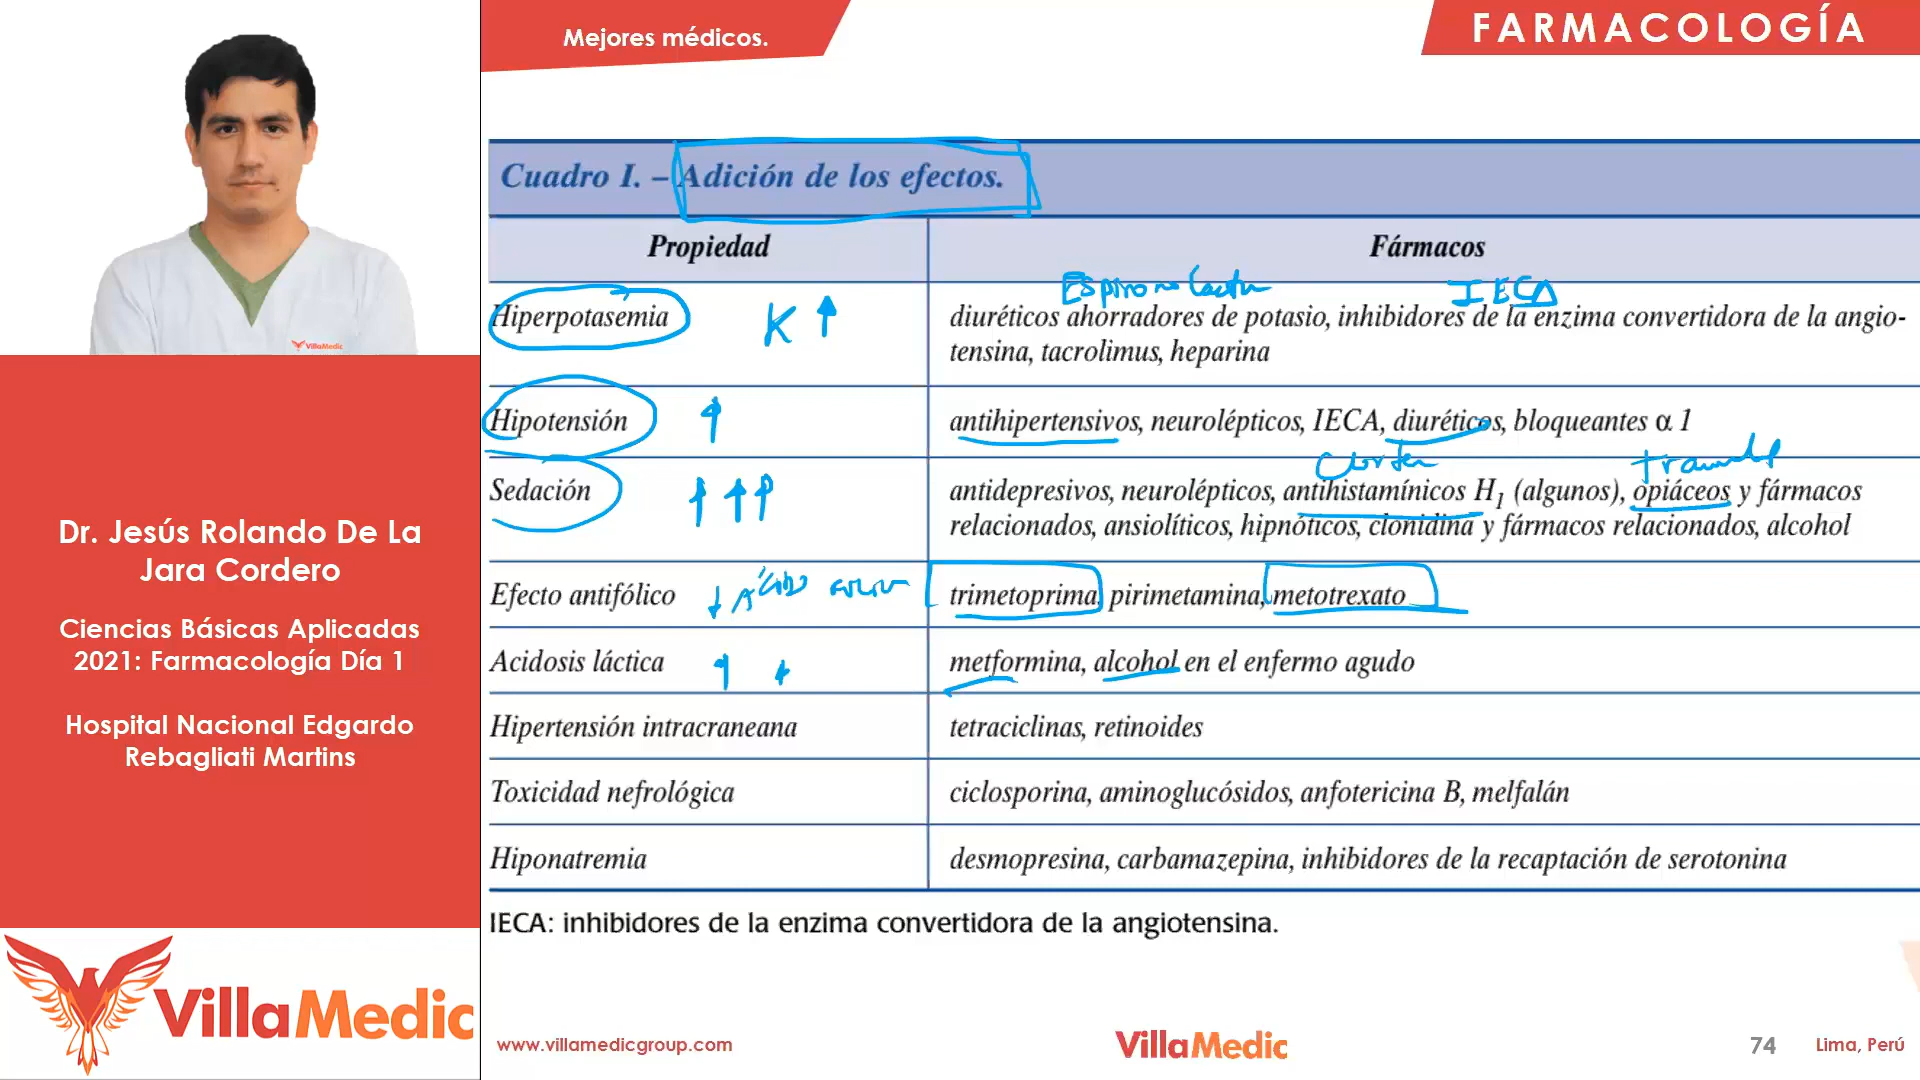 Mejores médicos.
FARMACOLOGÍA
VillaMedic
Dr. Jesús Rolando De La
Jara Cordero
Ciencias Básicas Aplicadas
2021: Farmacología Día 1
Hospital Nacional Edgardo
Rebagliati Martins
VillaMedic
Cuadro I. – Adición de los efectos.
Propiedad
Fármacos
IECA
Hiperpotasemia
K
diuréticos ahorradores de potasio, inhibidores de la enzima convertidora de la angio-
tensina, tacrolimus, heparina
Hipotensión
antihipertensivos, neurolépticos, IECA, diuréticos, bloqueantes α 1
Sedación
antidepresivos, neurolépticos, antihistamínicos H1 (algunos), opiáceos y fármacos
relacionados, ansiolíticos, hipnóticos, clonidina y fármacos relacionados, alcohol
Efecto antifólico
↓ Ácido
trimetoprima, pirimetamina, metotrexato
Acidosis láctica
metformina, alcohol en el enfermo agudo
Hipertensión intracraneana
tetraciclinas, retinoides
Toxicidad nefrológica
ciclosporina, aminoglucósidos, anfotericina B, melfalán
Hiponatremia
desmopresina, carbamazepina, inhibidores de la recaptación de serotonina
IECA: inhibidores de la enzima convertidora de la angiotensina.
www.villamedicgroup.com
VillaMedic
74
Lima, Perú